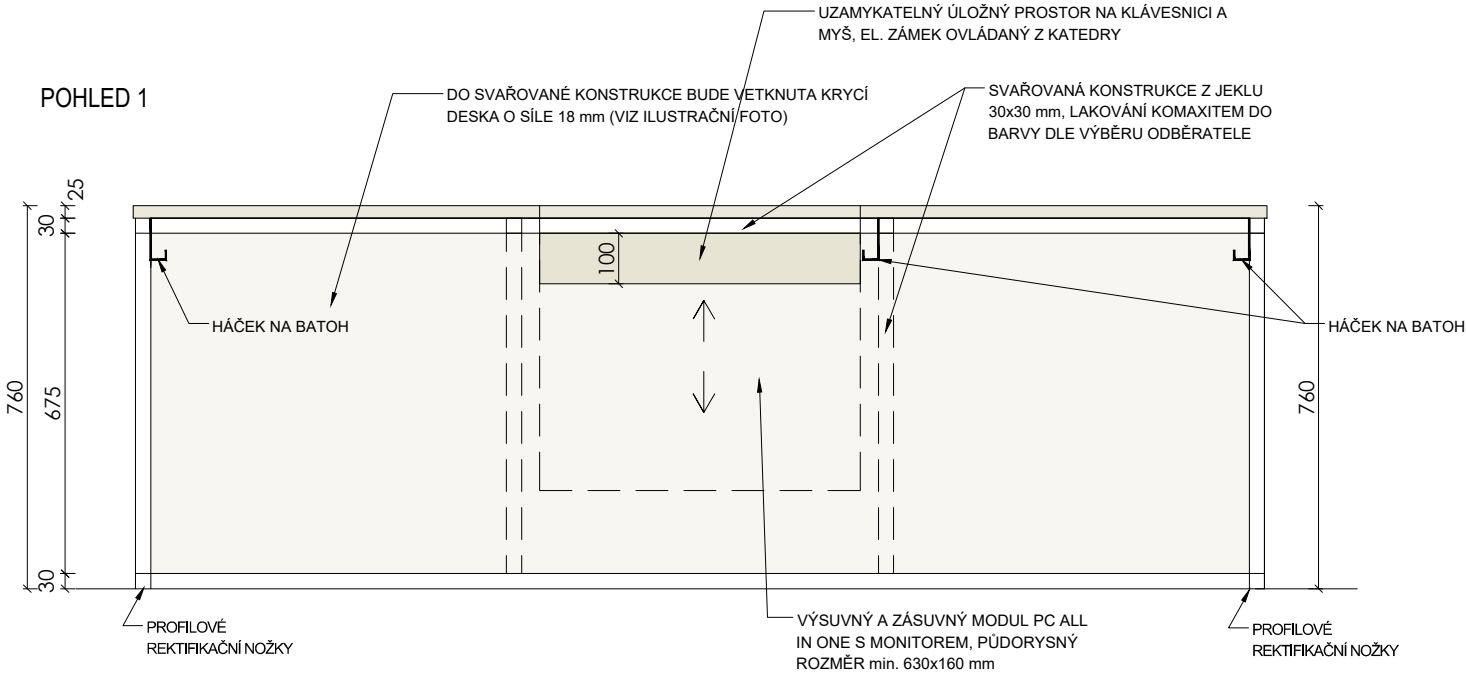 UZAMYKATELNÝ ÚLOŽNÝ PROSTOR NA KLÁVESNICI A
MYŠ, EL. ZÁMEK OVLÁDANÝ Z KATEDRY
POHLED 1
DO SVAŘOVANÉ KONSTRUKCE BUDE VETKNUTA KRYCÍ
DESKA O SÍLE 18 mm (VIZ ILUSTRAČNÍ FOTO)
SVAŘOVANÁ KONSTRUKCE Z JEKLU
30x30 mm, LAKOVÁNÍ KOMAXITEM DO
BARVY DLE VÝBĚRU ODBĚRATELE
25
30
100
HÁČEK NA BATOH
HÁČEK NA BATOH
760
675
760
30
PROFILOVÉ
REKTIFIKAČNÍ NOŽKY
VÝSUVNÝ A ZÁSUVNÝ MODUL PC ALL
IN ONE S MONITOREM, PŮDORYSNÝ
ROZMĚR min. 630x160 mm
PROFILOVÉ
REKTIFIKAČNÍ NOŽKY